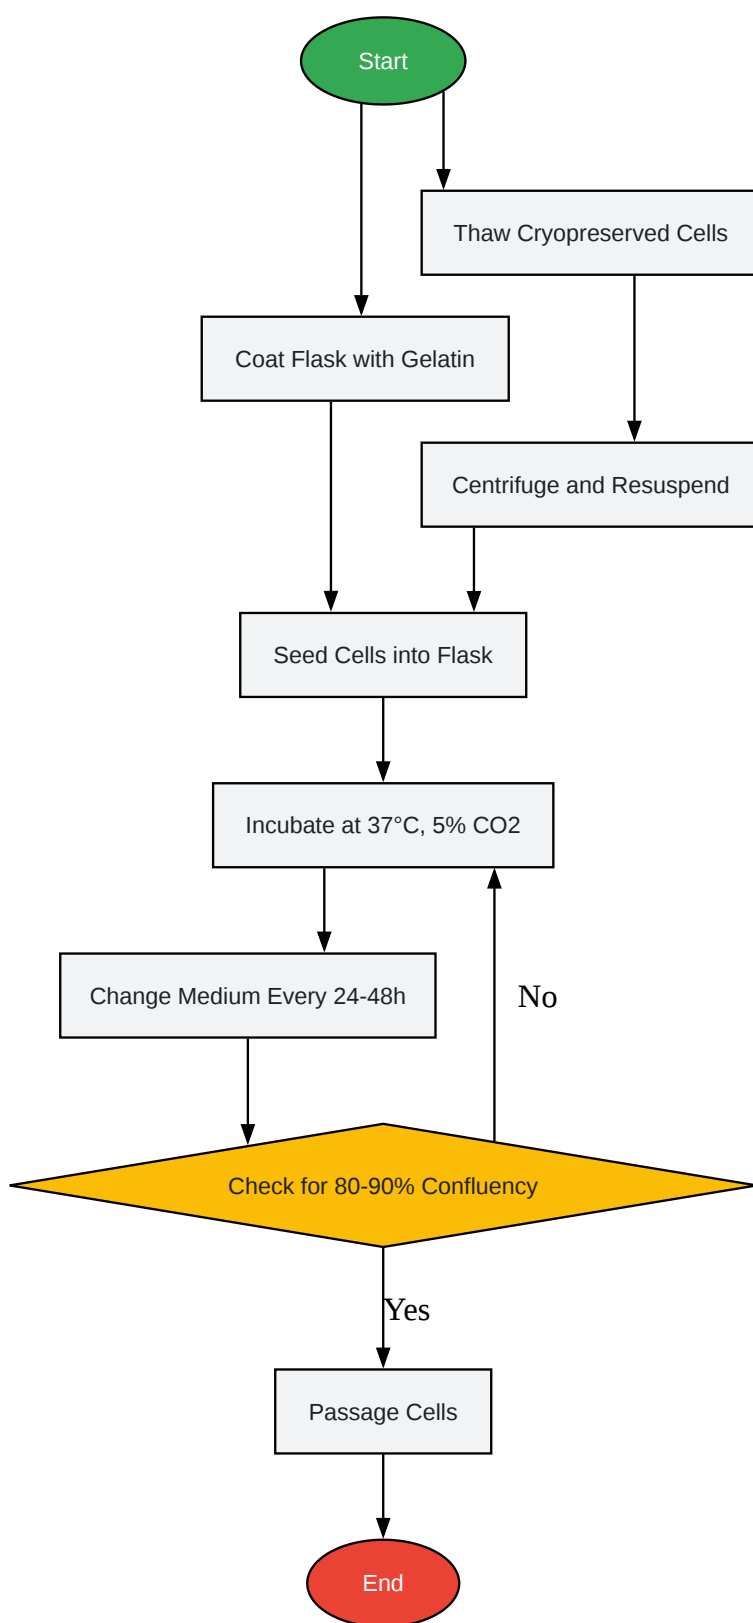 Start
Thaw Cryopreserved Cells
Coat Flask with Gelatin
Centrifuge and Resuspend
Seed Cells into Flask
Incubate at 37°C, 5% CO2
Change Medium Every 24-48h
No
Check for 80-90% Confluency
Yes
Passage Cells
End